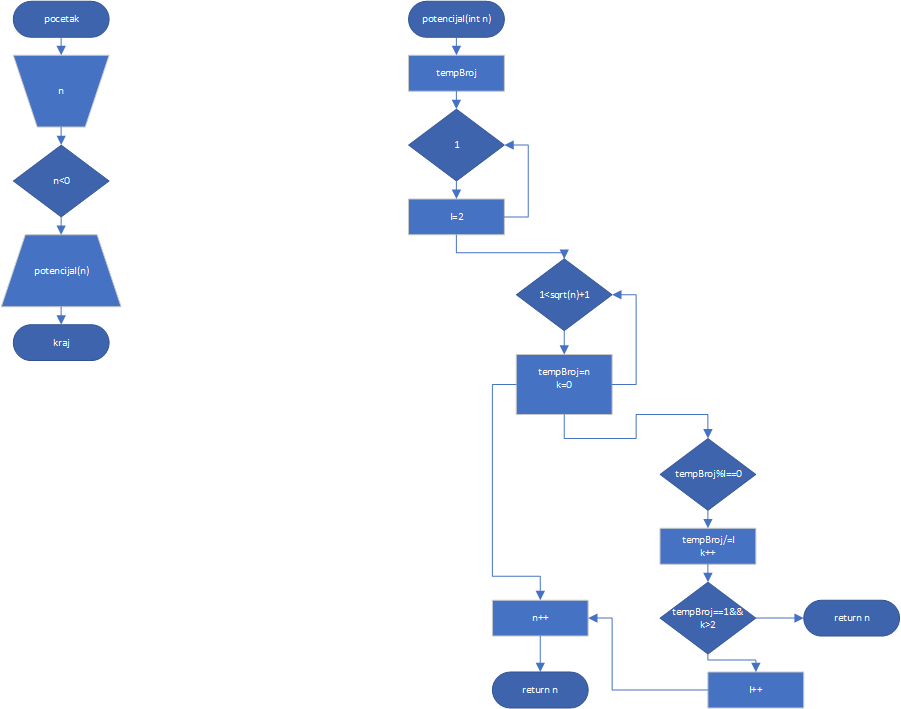 pocetak
n
n<0
potencijal(n)
kraj
potencijal(int n)
tempBroj
1
I=2
1<sqrt(n)+1
tempBroj=n
k=0
tempBroj%I==0
tempBroj/=I
k++
tempBroj==1&&
k>2
return n
I++
n++
return n